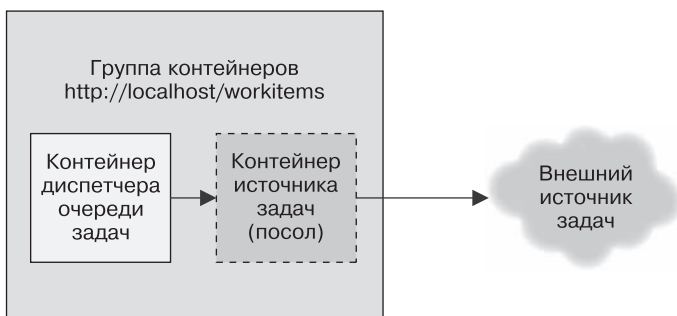 Группа контейнеров
http://localhost/workitems
Контейнер
диспетчера
очереди
задач
Контейнер
источника
задач
(посол)
Внешний
источник
задач